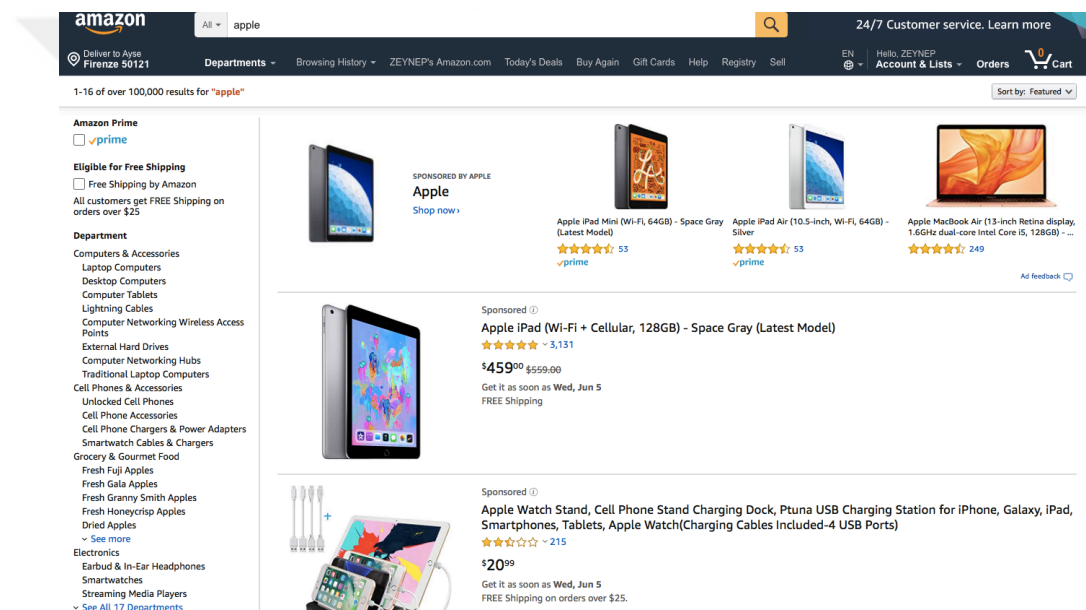 amazon
All
apple
24/7 Customer service. Learn more
Deliver to Ayse
Firenze 50121
Departments
Browsing History
ZEYNEP's Amazon.com
Today's Deals
Buy Again
Gift Cards
Help
Registry
Sell
EN
Hello, ZEYNEP
Account & Lists
Orders
0
Cart
1-16 of over 100,000 results for "apple"
Sort by: Featured
Amazon Prime
prime
Eligible for Free Shipping
Free Shipping by Amazon
All customers get FREE Shipping on
orders over $25
Department
Computers & Accessories
Laptop Computers
Desktop Computers
Computer Tablets
Lightning Cables
Computer Networking Wireless Access
Points
External Hard Drives
Computer Networking Hubs
Traditional Laptop Computers
Cell Phones & Accessories
Unlocked Cell Phones
Cell Phone Accessories
Cell Phone Chargers & Power Adapters
Smartwatch Cables & Chargers
Grocery & Gourmet Food
Fresh Fuji Apples
Fresh Gala Apples
Fresh Granny Smith Apples
Fresh Honeycrisp Apples
Dried Apples
See more
Electronics
Earbud & In-Ear Headphones
Smartwatches
Streaming Media Players
See All 17 Departments
SPONSORED BY APPLE
Apple
Shop now›
Apple iPad Mini (Wi-Fi, 64GB) - Space Gray
(Latest Model)
53
prime
Apple iPad Air (10.5-inch, Wi-Fi, 64GB) -
Silver
53
prime
Apple MacBook Air (13-inch Retina display,
1.6GHz dual-core Intel Core i5, 128GB) - ...
249
Ad feedback
Sponsored
Apple iPad (Wi-Fi + Cellular, 128GB) - Space Gray (Latest Model)
3,131
$45900 $559.00
Get it as soon as Wed, Jun 5
FREE Shipping
Sponsored
Apple Watch Stand, Cell Phone Stand Charging Dock, Ptuna USB Charging Station for iPhone, Galaxy, iPad,
Smartphones, Tablets, Apple Watch(Charging Cables Included-4 USB Ports)
215
$2099
Get it as soon as Wed, Jun 5
FREE Shipping on orders over $25.